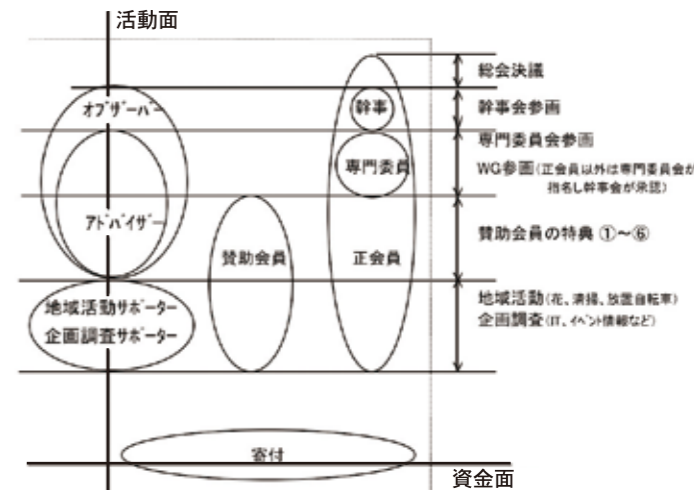 活動面
オブザーバー
アドバイザー
地域活動サポーター
企画調査サポーター
賛助会員
幹事
専門委員
正会員
寄付
資金面
総会決議
幹事会参画
専門委員会参画
WG参画(正会員以外は専門委員会が
指名し幹事会が承認)
賛助会員の特典 ①～⑥
地域活動(花、清掃、放置自転車)
企画調査(IT、イベント情報など)